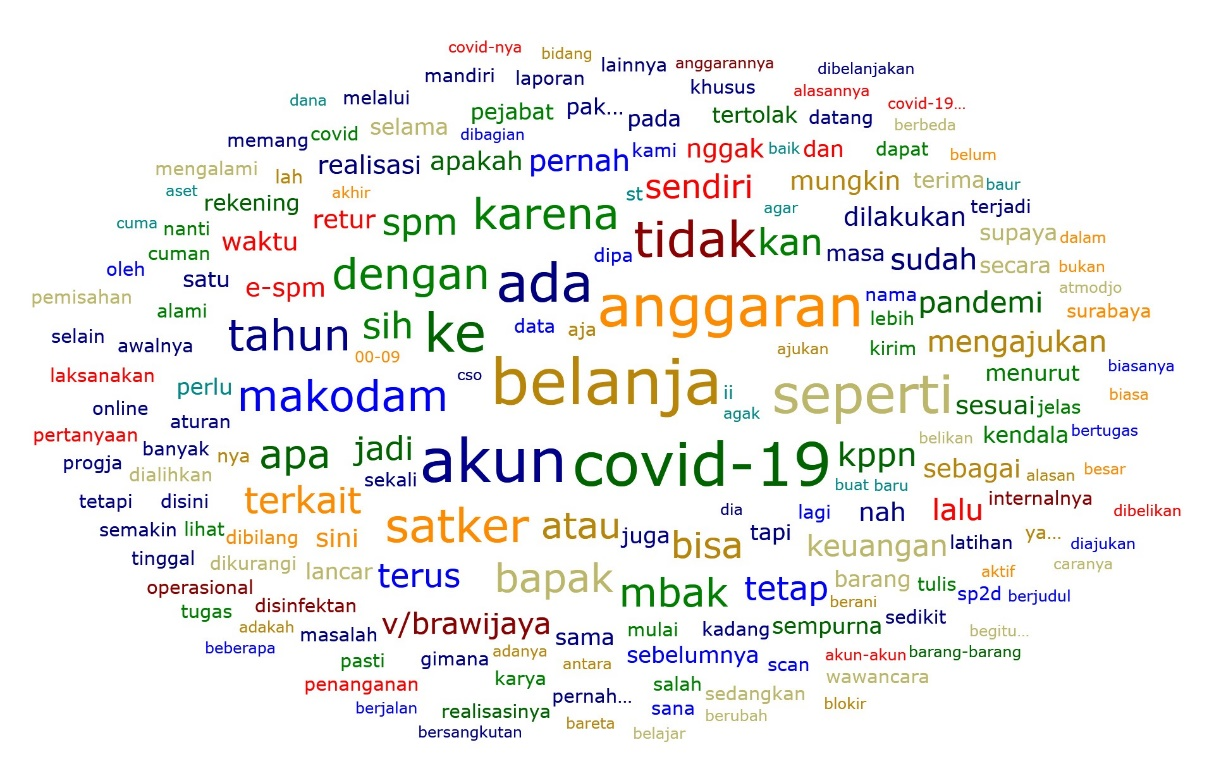 covid-nya bidang
mandiri laporan lainnya anggarannya dibelanjakan
dana melalui khusus alasannya
pejabat pak... pada tertolak datang covid-19...
memang covid selama dibagian berbeda
mengalami lah realisasi apakah pernah kami nggak baik dan dapat belum
aset rekening akhir st sendiri mungkin terima baur
cuma nanti waktu retur spm karena agar dilakukan terjadi
cuman dipa tidak kan masa sudah supaya dalam
oleh satu e-spm dengan ada secara bukan
pemisahan alami anggaran nama pandemi atmodjo
selain awalnya tahun sih ke data aja lebih surabaya
00-09 ajukan kirim mengajukan
laksanakan perlu makodam cso belanja ii seperti menurut biasanya
online aturan agak sesuai jelas biasa
pertanyaan banyak nya apa jadi akun covid-19 kppn belikan kendala bertugas
progja dialihkan sekali buat baru sebagai alasan besar
tetapi disini terkait dia lagi nah lalu internalnya dibelikan
semakin lihat dibilang sini satker atau juga bisa tapi keuangan latihan ya... diajukan
tinggal dikurangi lancar terus bapak barang aktif caranya
operasional disinfektan mbak tetap berani tulis sp2d berjudul
tugas adakah masalah v/brawijaya sama mulai kadang sempurna sedikit begitu...
beberapa pasti gimana adanya antara sebelumnya scan akun-akun barang-barang
penanganan karya pernah... salah sedangkan wawancara
berjalan realisasinya bareta sana berubah blokir
bersangkutan belajar